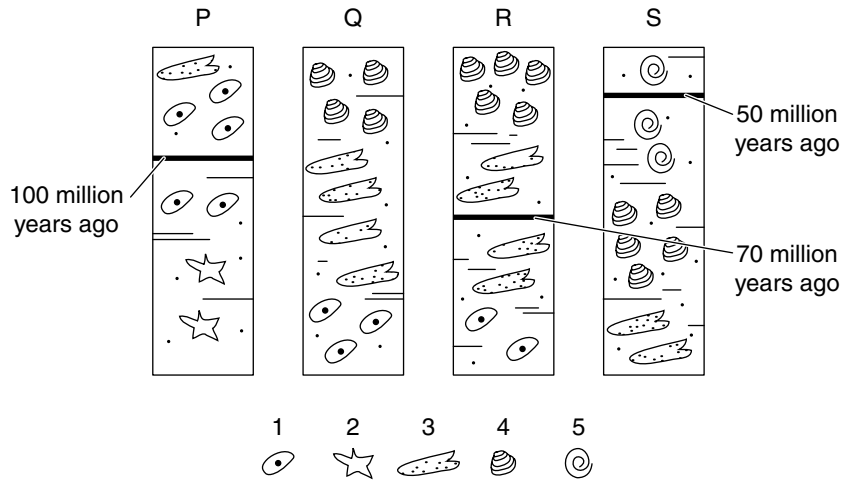 P Q R S
50 million
years ago
100 million
years ago
70 million
years ago
1 2 3 4 5